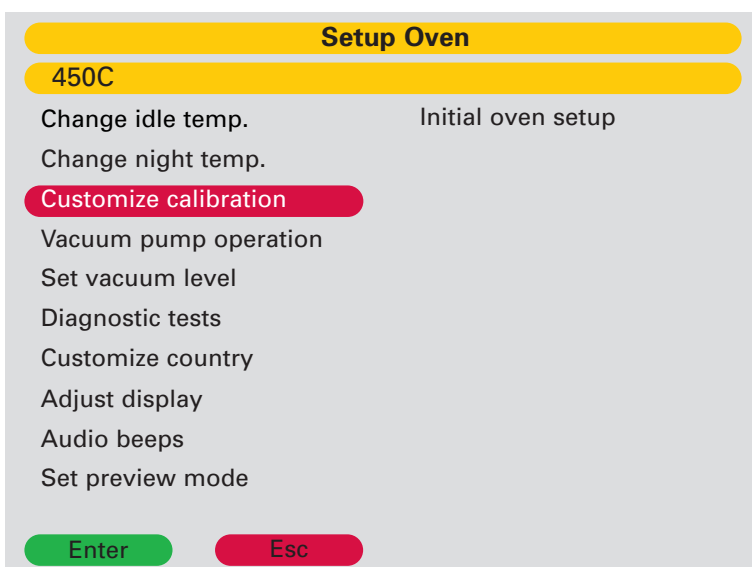 Setup Oven
450C
Change idle temp.
Initial oven setup
Change night temp.
Customize calibration
Vacuum pump operation
Set vacuum level
Diagnostic tests
Customize country
Adjust display
Audio beeps
Set preview mode
Enter
Esc